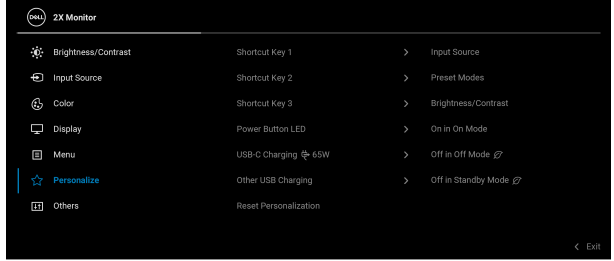 DELL 2X Monitor
Brightness/Contrast Shortcut Key 1 > Input Source
Input Source Shortcut Key 2 > Preset Modes
Color Shortcut Key 3 > Brightness/Contrast
Display Power Button LED > On in On Mode
Menu USB-C Charging 65W > Off in Off Mode
Personalize Other USB Charging > Off in Standby Mode
Others Reset Personalization
< Exit